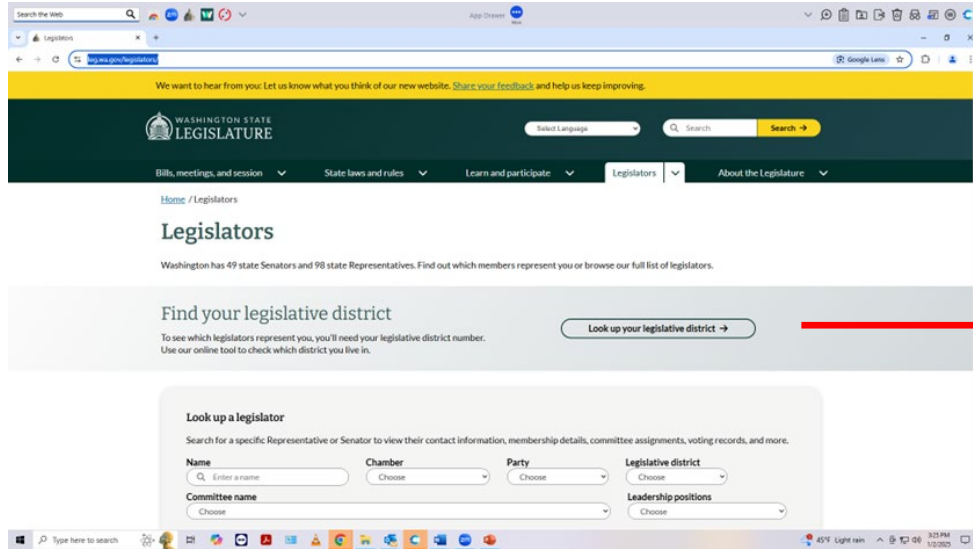 Search the Web
App Drawer
Legislators
leg.wa.gov/legislators/
Google Lens
We want to hear from you: Let us know what you think of our new website. Share your feedback and help us keep improving.
WASHINGTON STATE
LEGISLATURE
Select Language
Search
Search →
Bills, meetings, and session
State laws and rules
Learn and participate
Legislators
About the Legislature
Home / Legislators
Legislators
Washington has 49 state Senators and 98 state Representatives. Find out which members represent you or browse our full list of legislators.
Find your legislative district
To see which legislators represent you, you'll need your legislative district number.
Use our online tool to check which district you live in.
Look up your legislative district →
Look up a legislator
Search for a specific Representative or Senator to view their contact information, membership details, committee assignments, voting records, and more.
Name
Chamber
Party
Legislative district
Enter a name
Choose
Choose
Choose
Committee name
Leadership positions
Choose
Choose
Type here to search
45°F Light rain
3:23 PM
1/2/2025